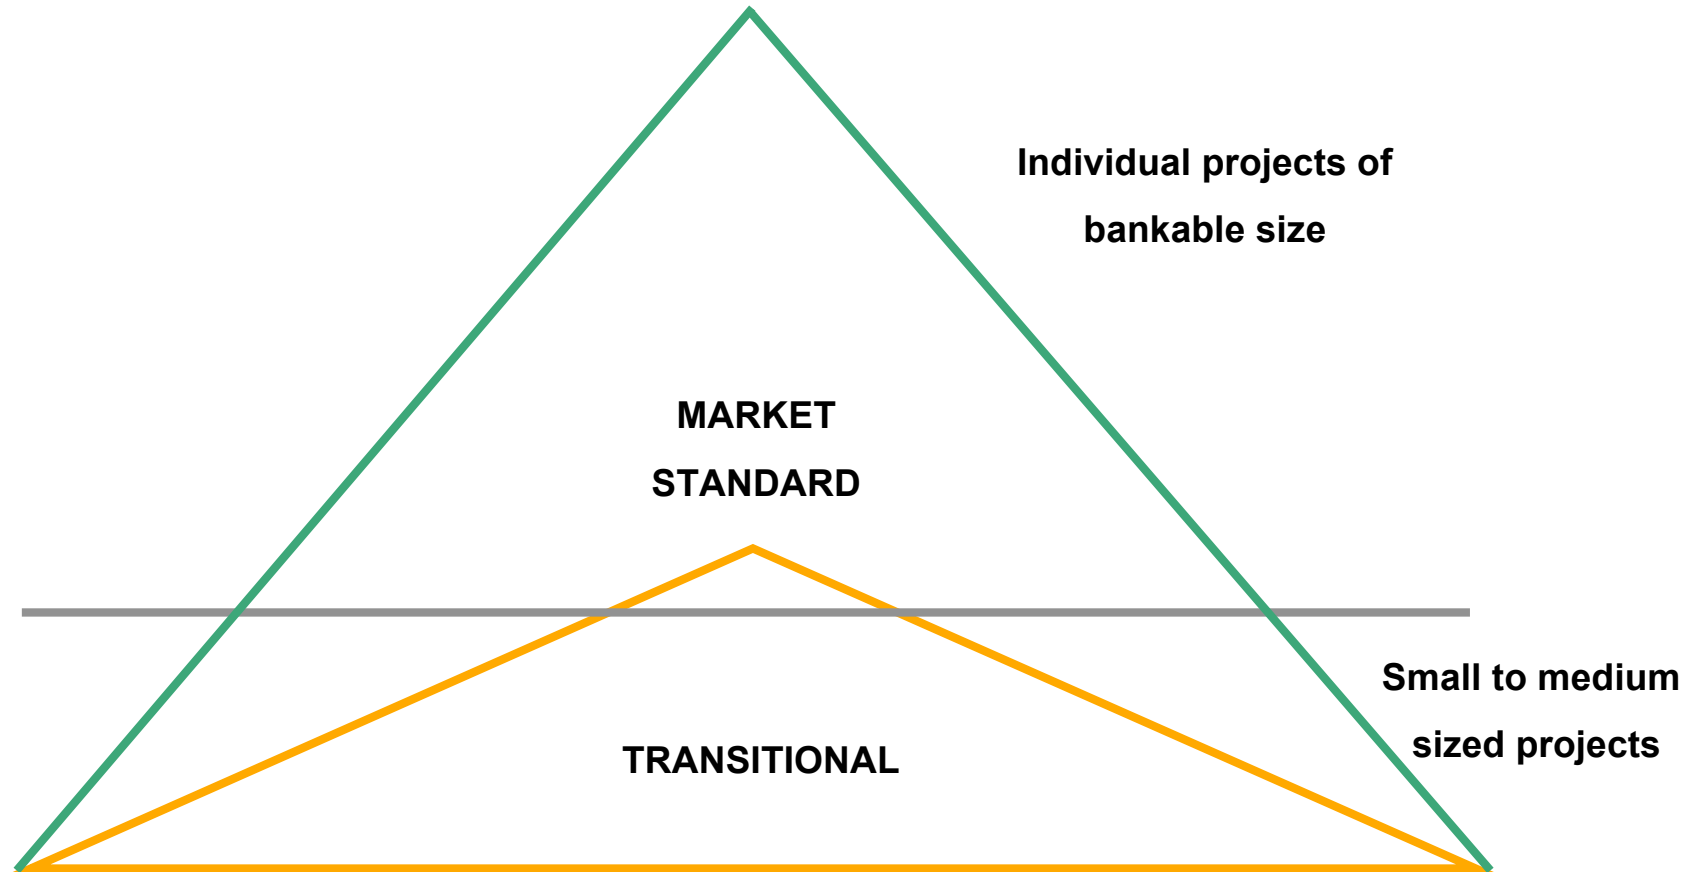 Individual projects of
bankable size
MARKET
STANDARD
Small to medium
sized projects
TRANSITIONAL